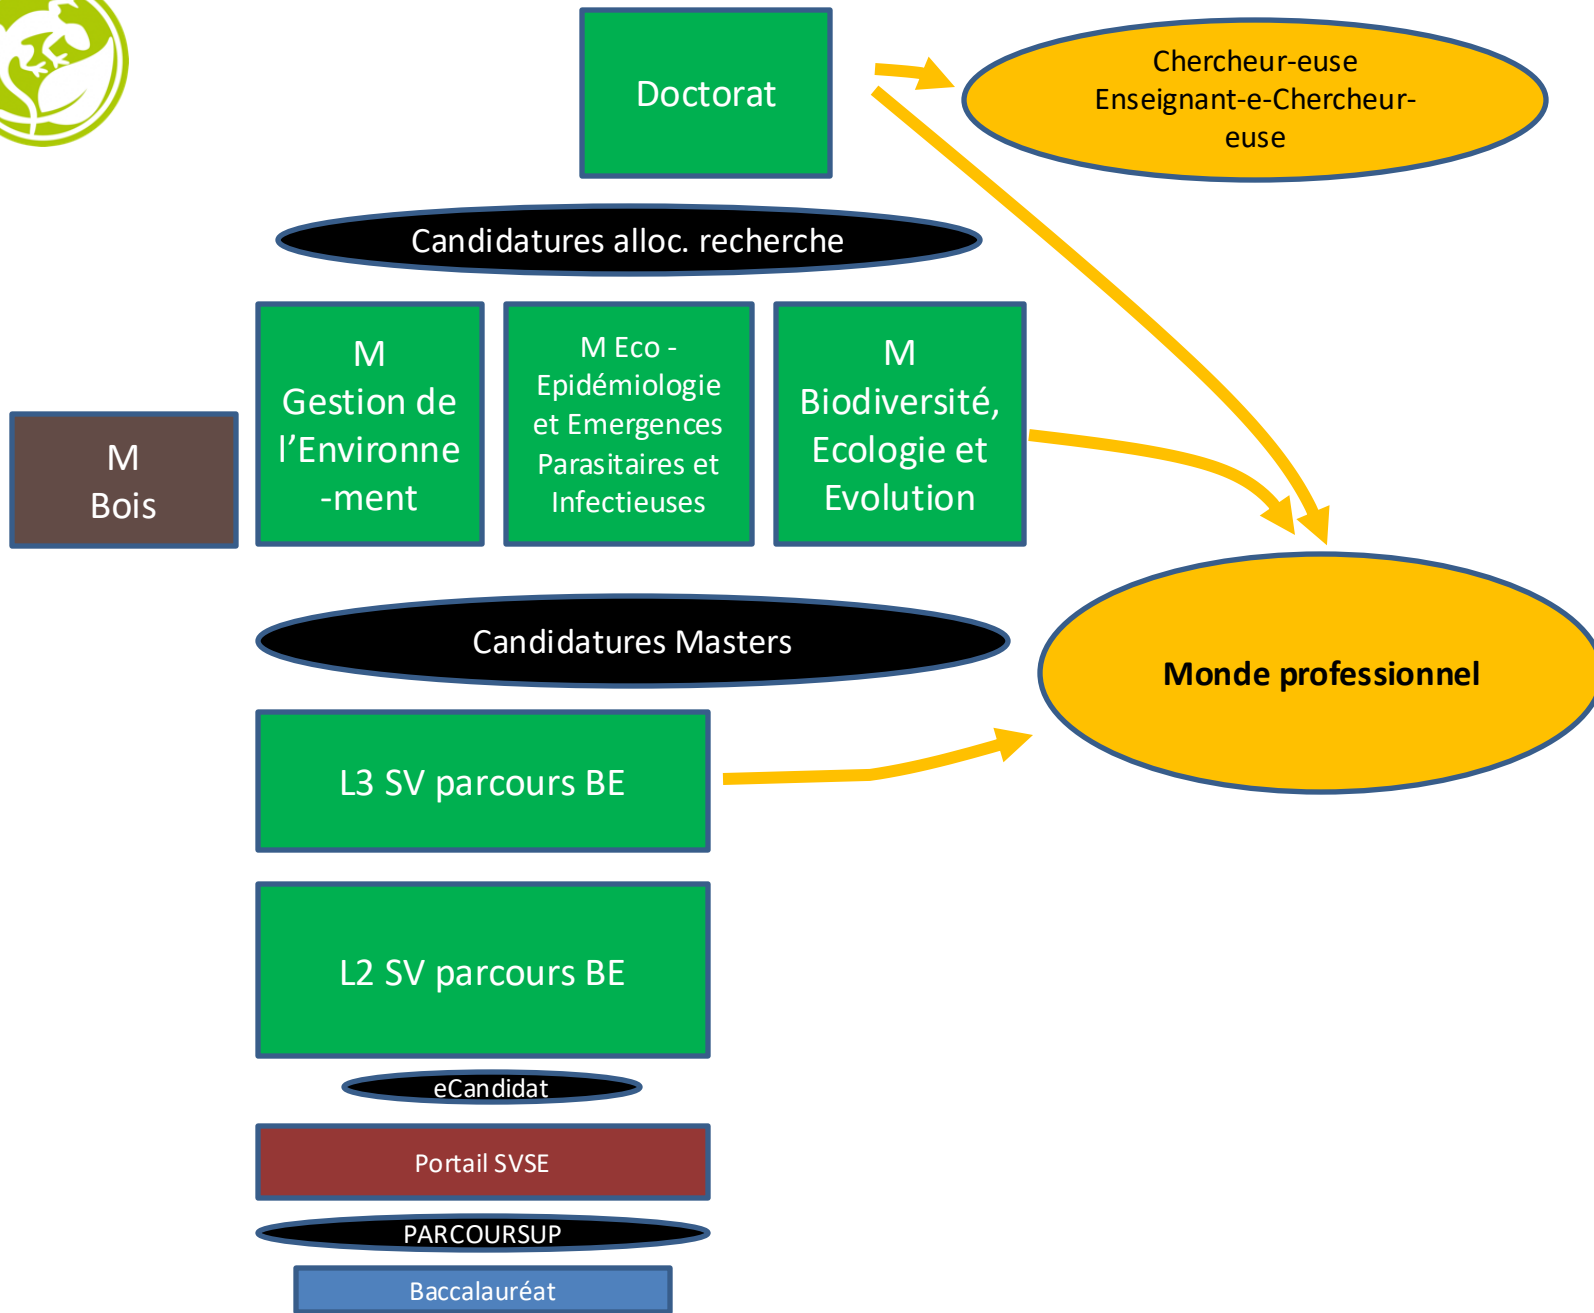 Doctorat
Chercheur-euse
Enseignant-e-Chercheur-
euse
Candidatures alloc. recherche
M
Bois
M
Gestion de
l’Environne
-ment
M Eco -
Epidémiologie
et Emergences
Parasitaires et
Infectieuses
M
Biodiversité,
Ecologie et
Evolution
Candidatures Masters
Monde professionnel
L3 SV parcours BE
L2 SV parcours BE
eCandidat
Portail SVSE
PARCOURSUP
Baccalauréat